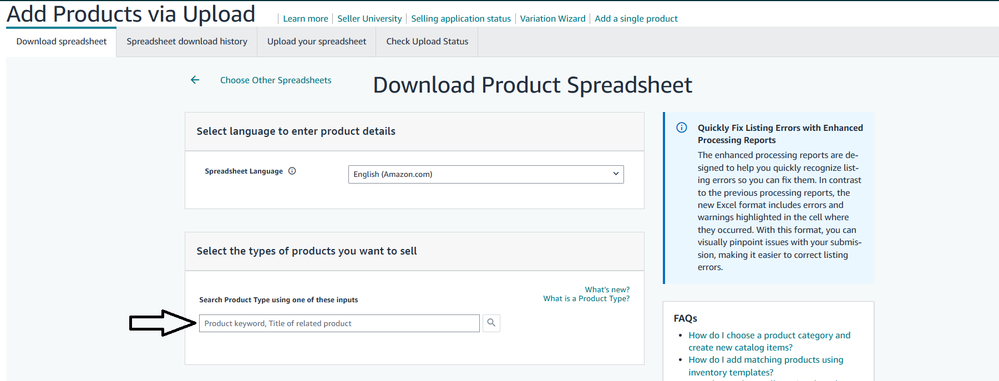 Add Products via Upload
Learn more
Seller University
Selling application status
Variation Wizard
Add a single product
Download spreadsheet
Spreadsheet download history
Upload your spreadsheet
Check Upload Status
Choose Other Spreadsheets
Download Product Spreadsheet
Select language to enter product details
Spreadsheet Language
English (Amazon.com)
Select the types of products you want to sell
What's new?
What is a Product Type?
Search Product Type using one of these inputs
Product keyword, Title of related product
Quickly Fix Listing Errors with Enhanced
Processing Reports
The enhanced processing reports are de-
signed to help you quickly recognize list-
ing errors so you can fix them. In contrast
to the previous processing reports, the
new Excel format includes errors and
warnings highlighted in the cell where
they occurred. With this format, you can
visually pinpoint issues with your submis-
sion, making it easier to correct listing
errors.
FAQs
• How do I choose a product category and
create new catalog items?
• How do I add matching products using
inventory templates?